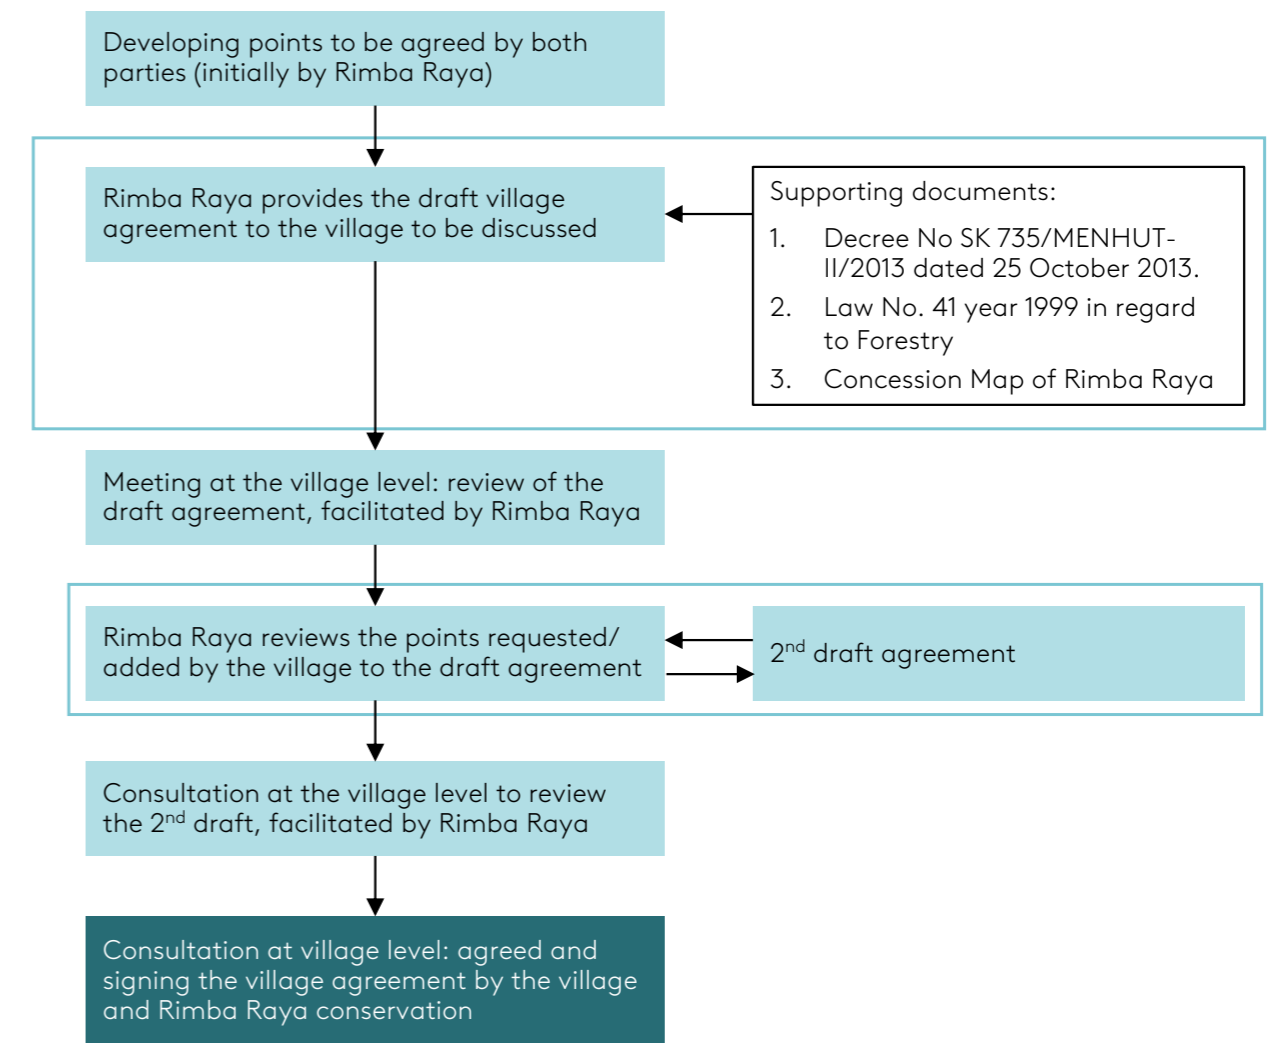 Developing points to be agreed by both
parties (initially by Rimba Raya)
Rimba Raya provides the draft village
agreement to the village to be discussed
Supporting documents:
1. Decree No SK 735/MENHUT-
II/2013 dated 25 October 2013.
2. Law No. 41 year 1999 in regard
to Forestry
3. Concession Map of Rimba Raya
Meeting at the village level: review of the
draft agreement, facilitated by Rimba Raya
Rimba Raya reviews the points requested/
added by the village to the draft agreement
2nd draft agreement
Consultation at the village level to review
the 2nd draft, facilitated by Rimba Raya
Consultation at village level: agreed and
signing the village agreement by the village
and Rimba Raya conservation